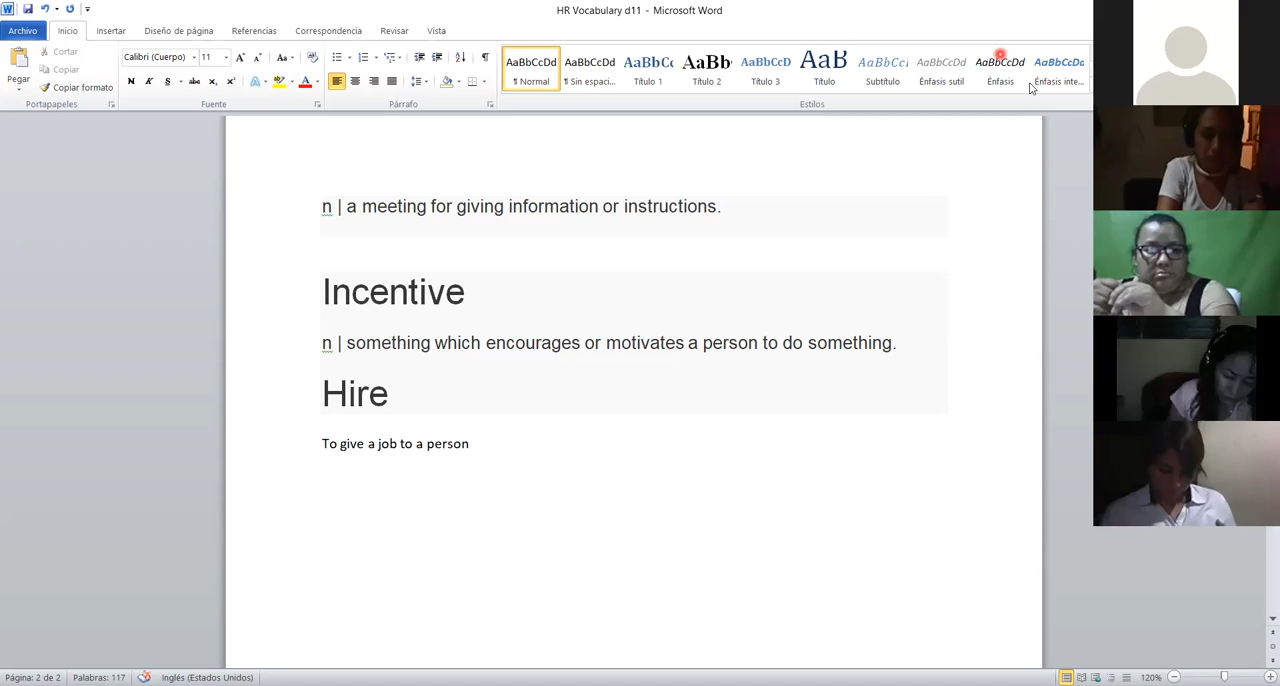 HR Vocabulary d11 - Microsoft Word
Archivo Inicio Insertar Diseño de página Referencias Correspondencia Revisar Vista
Pegar
Cortar
Copiar
Copiar formato
Portapapeles
Calibri (Cuerpo) 11
Fuente
Párrafo
AaBbCcDd AaBbCcDd AaBbCc AaBb AaBbCcD AaB AaBbCcI AaBbCcDd AaBbCcDd AaBbCcDd
¶ Normal ¶ Sin espaci... Título 1 Título 2 Título 3 Título Subtítulo Énfasis sutil Énfasis Énfasis inte...
Estilos
n | a meeting for giving information or instructions.
Incentive
n | something which encourages or motivates a person to do something.
Hire
To give a job to a person
Página: 2 de 2 Palabras: 117 Inglés (Estados Unidos) 120%